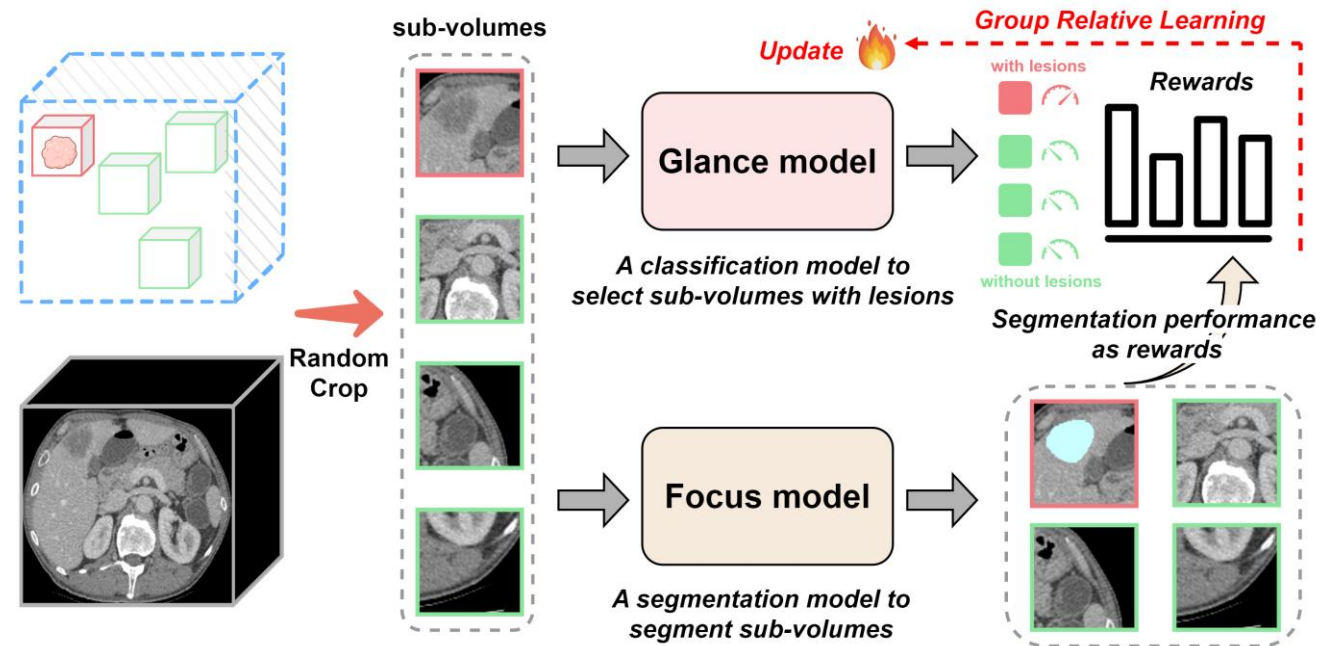 sub-volumes
Random
Crop
Glance model
A classification model to
select sub-volumes with lesions
Focus model
A segmentation model to
segment sub-volumes
Group Relative Learning
Update
with lesions
Rewards
without lesions
Segmentation performance
as rewards